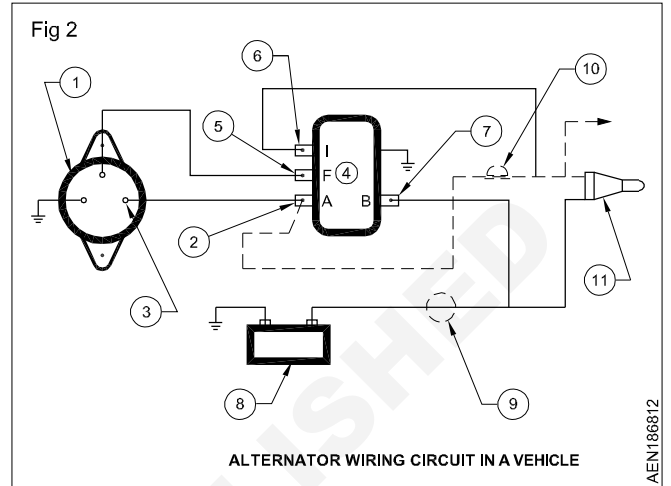 Fig 2
6
10
1
5
7
I
F
4
A
B
2
3
11
8
9
ALTERNATOR WIRING CIRCUIT IN A VEHICLE
AEN186812
LISHED